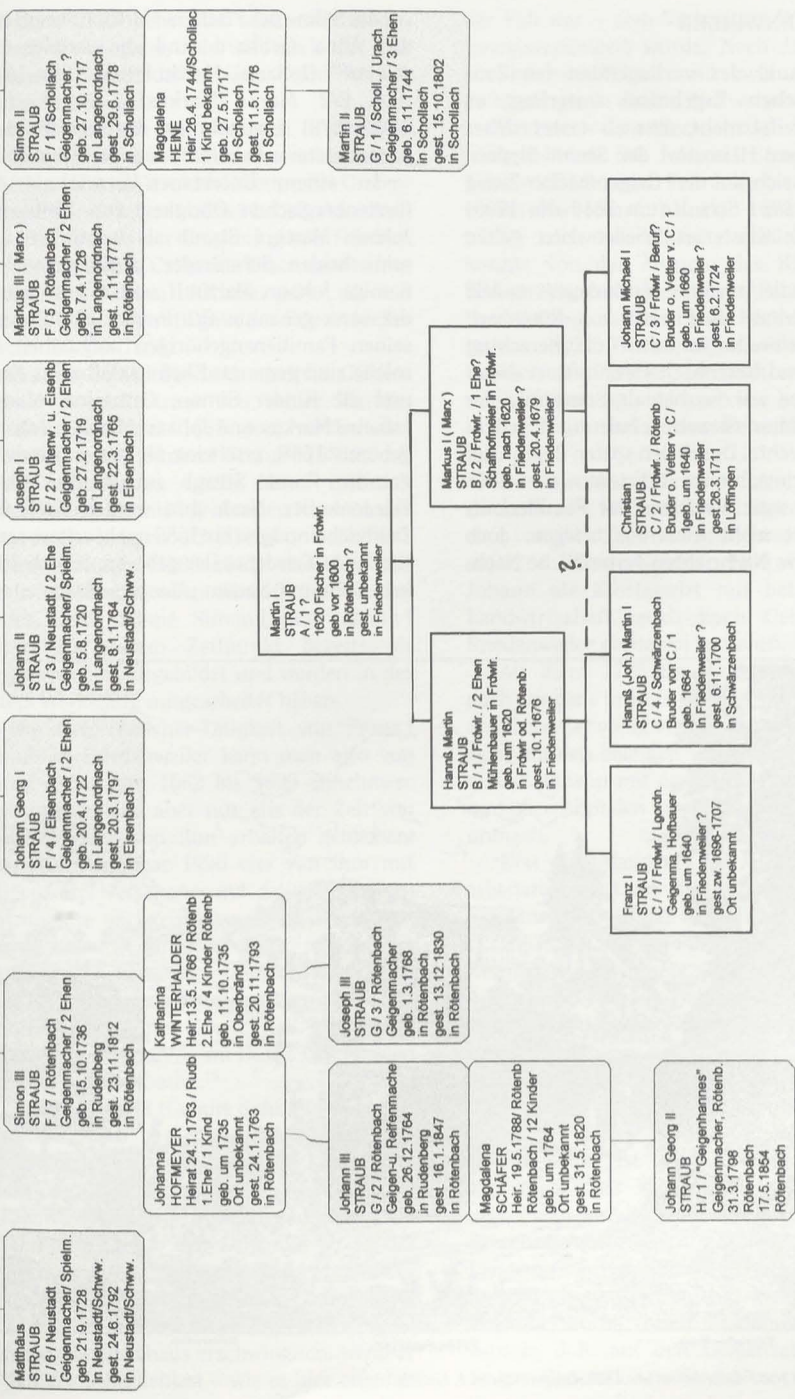 Matthäus
STRAUB
F / 6 / Neustadt
Geigenmacher/ Spielm.
geb. 21.9.1728
in Neustadt/Schww.
gest. 24.6.1792
in Neustadt/Schww.
Simon III
STRAUB
F / 7 / Rötenbach
Geigenmacher / 2 Ehen
geb. 15.10.1736
in Rudenberg
gest. 23.11.1812
in Rötenbach
Johann Georg I
STRAUB
F / 4 / Eisenbach
Geigenmacher / 2 Ehen
geb. 20.4.1722
in Langenordnach
gest. 20.3.1797
in Eisenbach
Johann II
STRAUB
F / 3 / Neustadt / 2 Ehe
Geigenmacher/ Spielm.
geb. 5.8.1720
in Langenordnach
gest. 8.1.1764
in Neustadt/Schww.
Joseph I
STRAUB
F / 2 / Altenw. u. Eisenb
Geigenmacher / 2 Ehen
geb. 27.2.1719
in Langenordnach
gest. 22.3.1765
in Eisenbach
Markus III ( Marx )
STRAUB
F / 5 / Rötenbach
Geigenmacher / 2 Ehen
geb. 7.4.1726
in Langenordnach
gest. 1.11.1777
in Rötenbach
Simon II
STRAUB
F / 1 / Schollach
Geigenmacher ?
geb. 27.10.1717
in Langenordnach
gest. 29.6.1778
in Schollach
Johanna
HOFMEYER
Heirat 24.1.1763 / Rudb
1.Ehe / 1 Kind
geb. um 1735
Ort unbekannt
gest. 24.1.1763
in Rötenbach
Katharina
WINTERHALDER
Heir.13.5.1766 / Rötenb
2.Ehe / 4 Kinder Rötenb
geb. 11.10.1735
in Oberbränd
gest. 20.11.1793
in Rötenbach
Magdalena
HEINE
Heir.26.4.1744/Schollac
1 Kind bekannt
geb. 27.5.1717
in Schollach
gest. 11.5.1776
in Schollach
Johann III
STRAUB
G / 2 / Rötenbach
Geigen-u. Reifenmache
geb. 26.12.1764
in Rudenberg
gest. 16.1.1847
in Rötenbach
Joseph III
STRAUB
G / 3 / Rötenbach
Geigenmacher
geb. 1.3.1768
in Rötenbach
gest. 13.12.1830
in Rötenbach
Martin II
STRAUB
G / 1 / Scholl./ Urach
Geigenmacher / 3 Ehen
geb. 6.11.1744
in Schollach
gest. 15.10.1802
in Schollach
Magdalena
SCHÄFER
Heir. 19.5.1788/ Rötenb
Rötenbach / 12 Kinder
geb. um 1764
Ort unbekannt
gest. 31.5.1820
in Rötenbach
Johann Georg II
STRAUB
H / 1 / "Geigenhannes"
Geigenmacher, Rötenb.
31.3.1798
Rötenbach
17.5.1854
Rötenbach
Martin
STRAUB
A / 1 ?
1620 Fischer in Frdwlr.
geb vor 1600
in Rötenbach ?
gest. unbekannt
in Friedenweiler
Hannß Martin
STRAUB
B / 1 / Frdwlr. / 2 Ehen
Mühlenbauer in Frdwlr.
geb. um 1620
in Frdwlr od. Rötenb.
gest. 10.1.1676
in Friedenweiler
Markus I ( Marx )
STRAUB
B / 2 / Frdwlr. / 1 Ehe?
Schafhofmeier in Frdwlr.
geb. nach 1620
in Friedenweiler ?
gest. 20.4.1679
in Friedenweiler
?
Franz I
STRAUB
C / 1 / Frdwlr / Lgordn.
Geigenma. Hofbauer
geb. um 1640
in Friedenweiler ?
gest zw. 1696-1707
Ort unbekannt
Hannß (Joh.) Martin I
STRAUB
C / 4 / Schwärzenbach
Bruder von C / 1
geb. 1664
in Friedenweiler ?
gest. 6.11.1700
in Schwärzenbach
Christian
STRAUB
C / 2 / Frdwlr. / Rötenb
Bruder o. Vetter v. C /
1geb. um 1640
in Friedenweiler
gest 26.3.1711
in Löffingen
Johann Michael I
STRAUB
C / 3 / Frdwlr / Beruf?
Bruder o. Vetter v. C / 1
geb. um 1660
in Friedenweiler ?
gest. 6.2.1724
in Friedenweiler